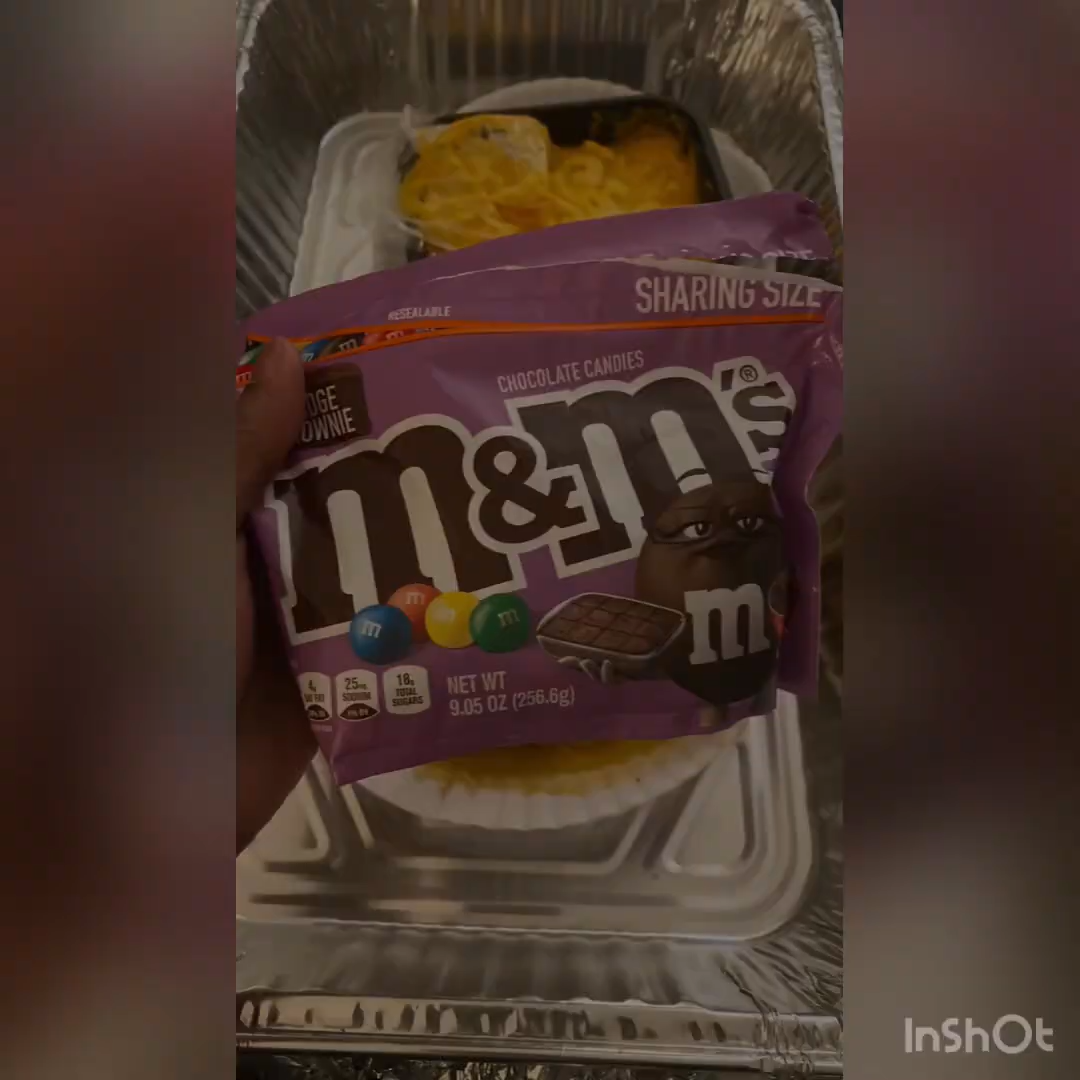 SHARING SIZE
RESEALABLE
CHOCOLATE CANDIES
m&m's®
m
m
m
m
m
NET WT
9.05 OZ (256.6g)
25mg
SODIUM
18g
TOTAL
SUGARS
InShOt